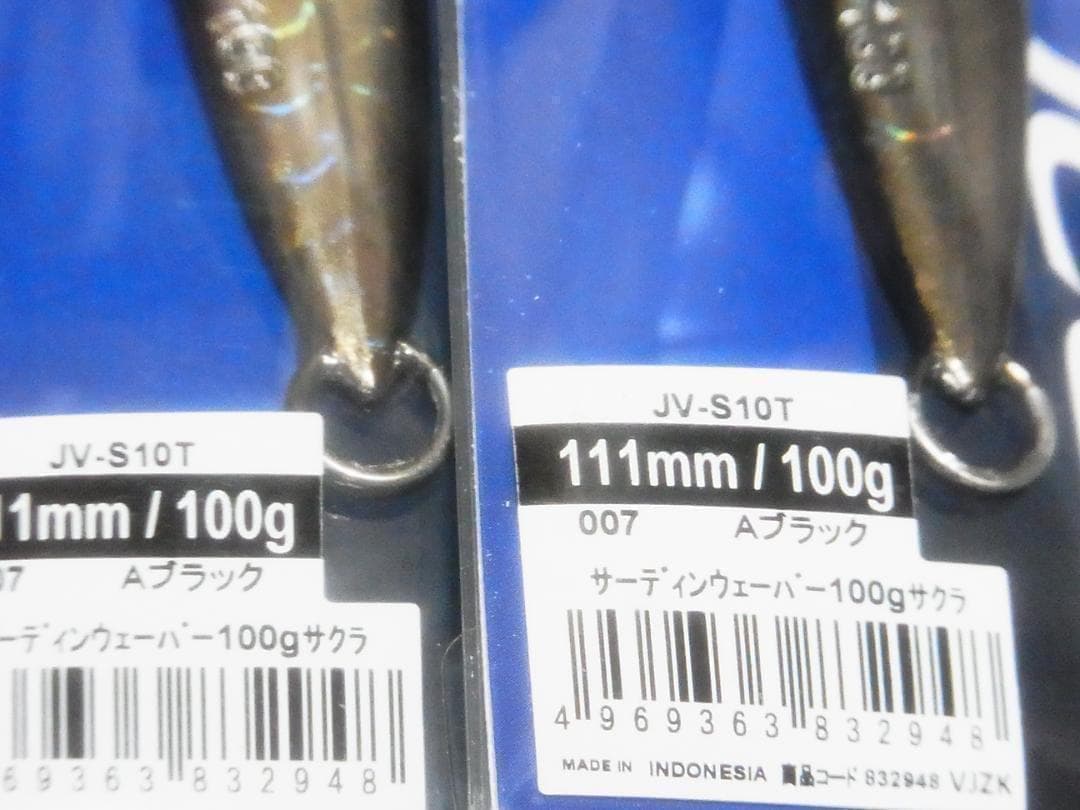 JV-S10T
11mm / 100g
07 Aブラック
ーディンウェーバー100gサクラ
69363 832948
JV-S10T
111mm / 100g
007 Aブラック
サーディンウェーバー100gサクラ
4 969363 832948
MADE IN INDONESIA 商品コード 832948 VJZK